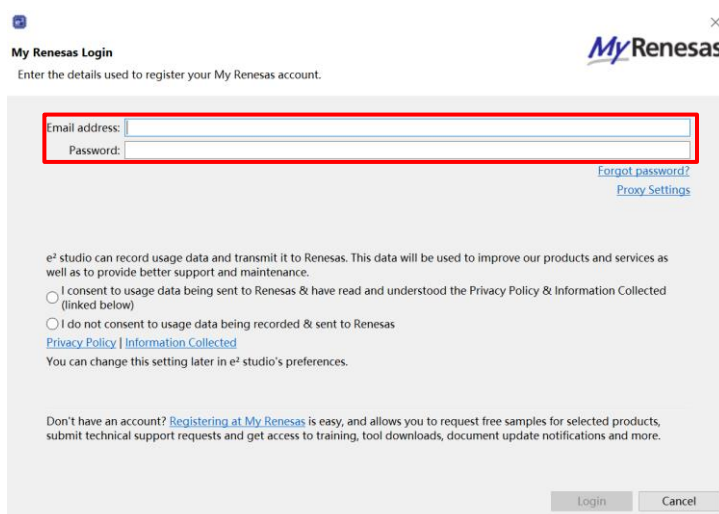 My Renesas Login
MyRenesas
Enter the details used to register your My Renesas account.
Email address:
Password:
Forgot password?
Proxy Settings
e² studio can record usage data and transmit it to Renesas. This data will be used to improve our products and services as
well as to provide better support and maintenance.
I consent to usage data being sent to Renesas & have read and understood the Privacy Policy & Information Collected
(linked below)
I do not consent to usage data being recorded & sent to Renesas
Privacy Policy | Information Collected
You can change this setting later in e² studio's preferences.
Don't have an account? Registering at My Renesas is easy, and allows you to request free samples for selected products,
submit technical support requests and get access to training, tool downloads, document update notifications and more.
Login Cancel